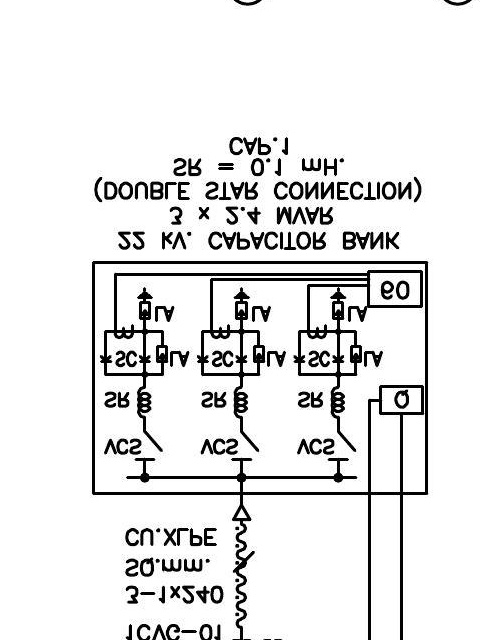 1CVG-01
3-1x240
SQ.mm.
CU.XLPE
VCS VCS VCS
SR SR SR
Q
SC LA SC LA SC LA
LA LA LA
60
22 kV. CAPACITOR BANK
3 x 2.4 MVAR
(DOUBLE STAR CONNECTION)
SR = 0.1 mH.
CAP.1